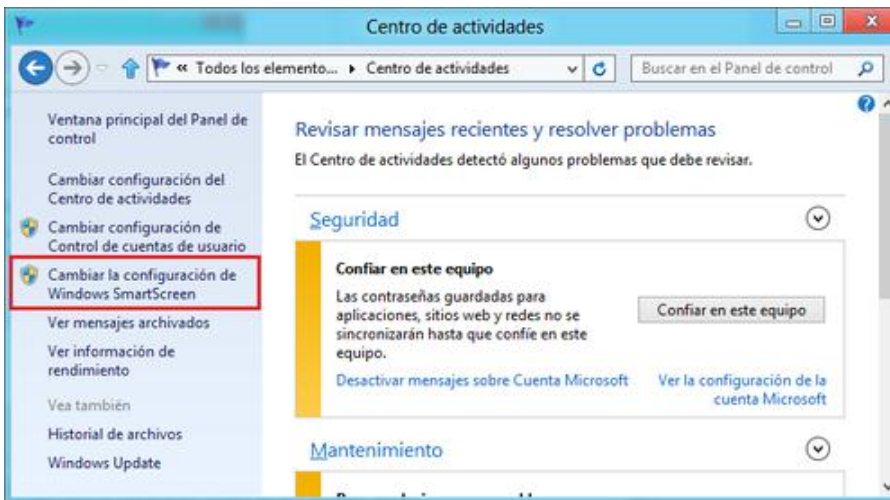 Centro de actividades
« Todos los elemento... ▸ Centro de actividades
Buscar en el Panel de control
Ventana principal del Panel de
control
Cambiar configuración del
Centro de actividades
Cambiar configuración de
Control de cuentas de usuario
Cambiar la configuración de
Windows SmartScreen
Ver mensajes archivados
Ver información de
rendimiento
Vea también
Historial de archivos
Windows Update
Revisar mensajes recientes y resolver problemas
El Centro de actividades detectó algunos problemas que debe revisar.
Seguridad
Confiar en este equipo
Las contraseñas guardadas para
aplicaciones, sitios web y redes no se
sincronizarán hasta que confíe en este
equipo.
Confiar en este equipo
Desactivar mensajes sobre Cuenta Microsoft
Ver la configuración de la
cuenta Microsoft
Mantenimiento